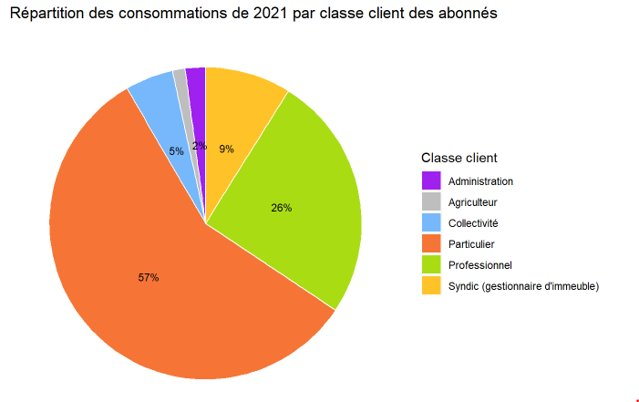 Répartition des consommations de 2021 par classe client des abonnés
5%
2%
9%
26%
57%
Classe client
Administration
Agriculteur
Collectivité
Particulier
Professionnel
Syndic (gestionnaire d'immeuble)